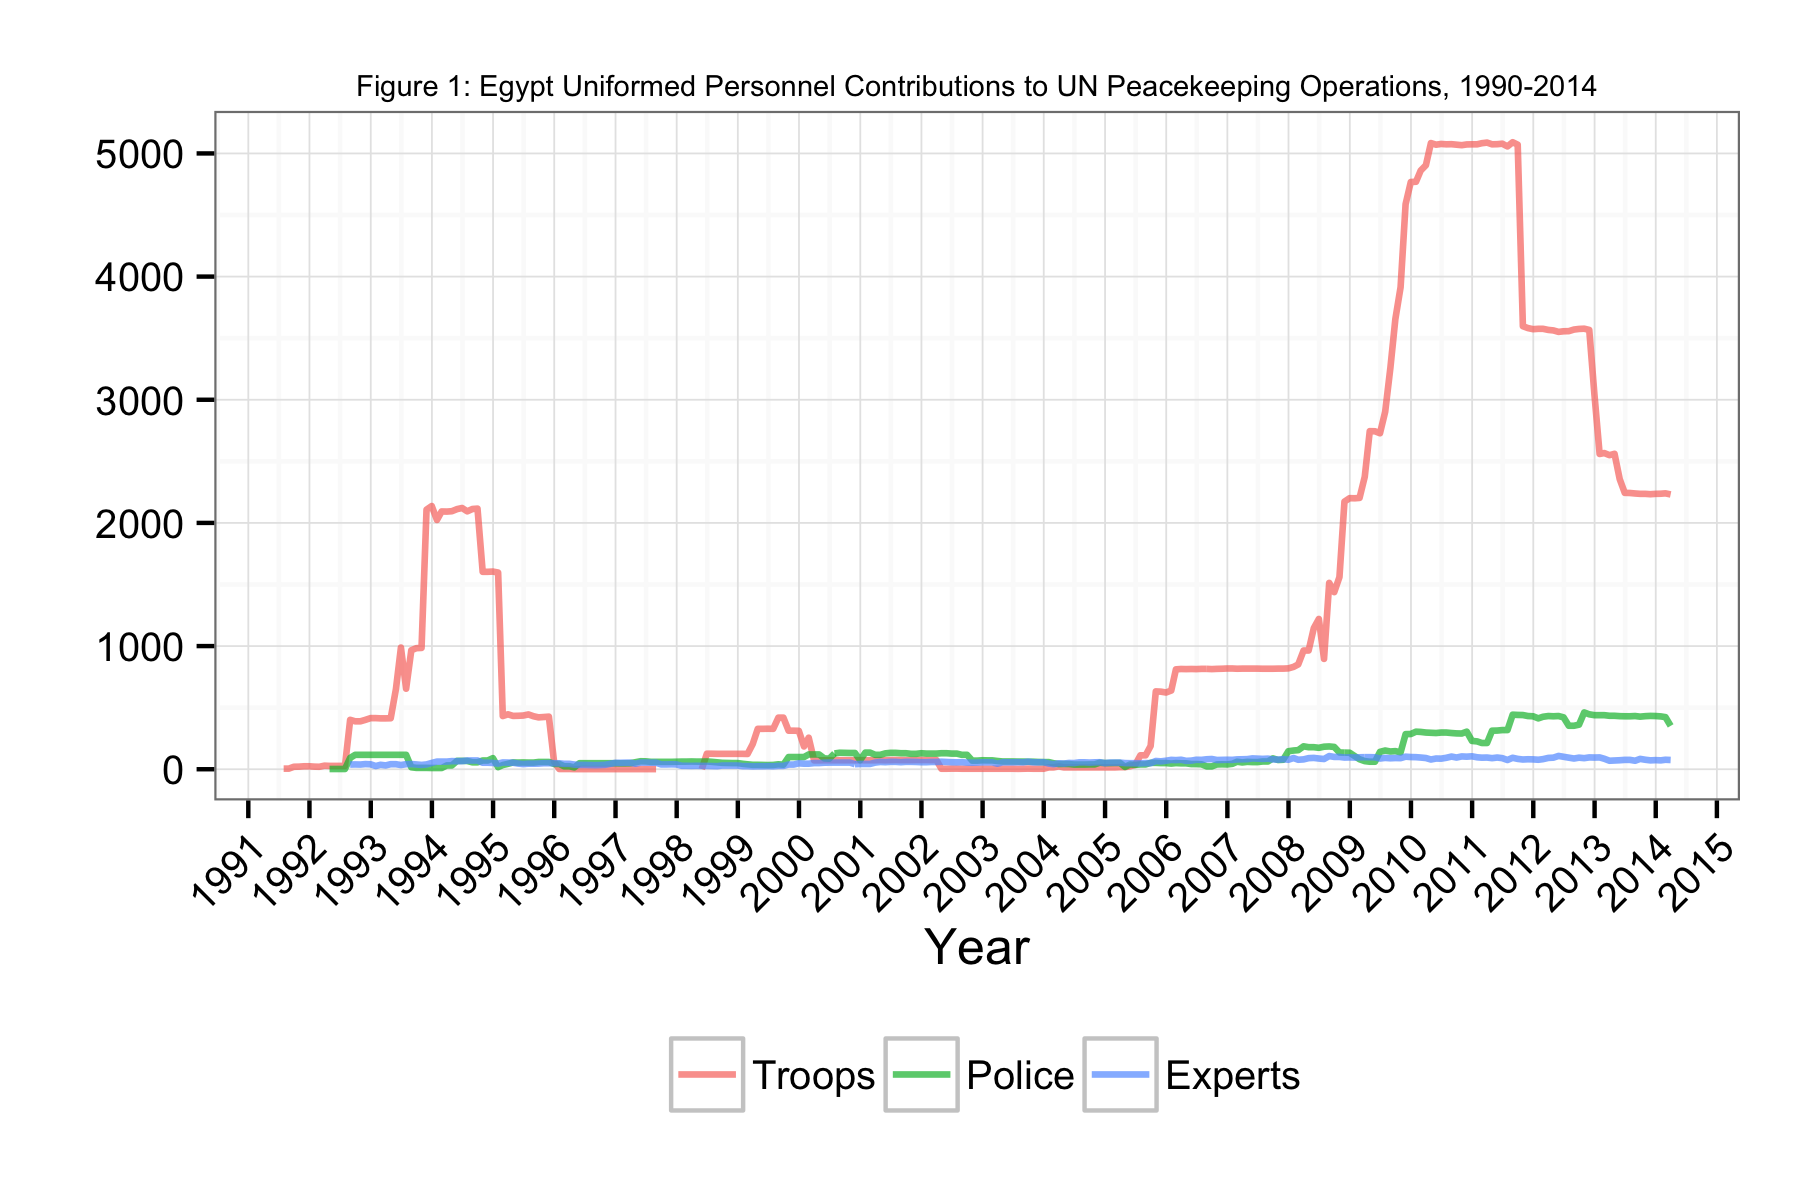 Figure 1: Egypt Uniformed Personnel Contributions to UN Peacekeeping Operations, 1990-2014
5000
4000
3000
2000
1000
0
1991 1992 1993 1994 1995 1996 1997 1998 1999 2000 2001 2002 2003 2004 2005 2006 2007 2008 2009 2010 2011 2012 2013 2014 2015
Year
Troops Police Experts